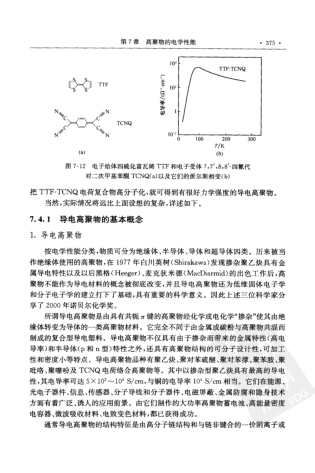 第7章　高聚物的电学性能　· 375 ·
TTF
TCNQ
(a)
TTF·TCNQ
电导率/(Ω⁻¹·cm⁻¹)
0　100　200　300
T/K
(b)
图 7-12　电子给体四硫化富瓦烯 TTF 和电子受体 7,7′,8,8′-四氰代
对二次甲基苯醌 TCNQ(a)以及它们的派尔斯相变(b)
把 TTF-TCNQ 电荷复合物高分子化,就可得到有很好力学强度的导电高聚物。
当然,实际情况将远比上面设想的复杂,详述如下。
7.4.1　导电高聚物的基本概念
1. 导电高聚物
按电学性能分类,物质可分为绝缘体、半导体、导体和超导体四类。历来被当
作绝缘体使用的高聚物,在 1977 年白川英树(Shirakawa)发现掺杂聚乙炔具有金
属导电特性以及以后黑格(Heeger)、麦克狄米德(MacDiarmid)的出色工作后,高
聚物不能作为导电材料的概念被彻底改变,并且导电高聚物还为低维固体电子学
和分子电子学的建立打下了基础,具有重要的科学意义。因此上述三位科学家分
享了 2000 年诺贝尔化学奖。
所谓导电高聚物是由具有共轭 π 键的高聚物经化学或电化学“掺杂”使其由绝
缘体转变为导体的一类高聚物材料。它完全不同于由金属或碳粉与高聚物共混而
制成的复合型导电塑料。导电高聚物不仅具有由于掺杂而带来的金属特性(高电
导率)和半导体(p 和 n 型)特性之外,还具有高聚物结构的可分子设计性,可加工
性和密度小等特点。导电高聚物品种有聚乙炔、聚对苯硫醚、聚对苯撑、聚苯胺、聚
吡咯、聚噻吩及 TCNQ 电荷络合高聚物等。其中以掺杂型聚乙炔具有最高的导电
性,其电导率可达 5×10³~10⁴ S/cm,与铜的电导率 10⁵ S/cm 相当。它们在能源、
光电子器件、信息、传感器、分子导线和分子器件、电磁屏蔽、金属防腐和隐身技术
方面有着广泛、诱人的应用前景。由它们制作的大功率高聚物蓄电池、高能量密度
电容器、微波吸收材料、电致变色材料,都已获得成功。
通常导电高聚物的结构特征是由高分子链结构和与链非键合的一价阴离子或